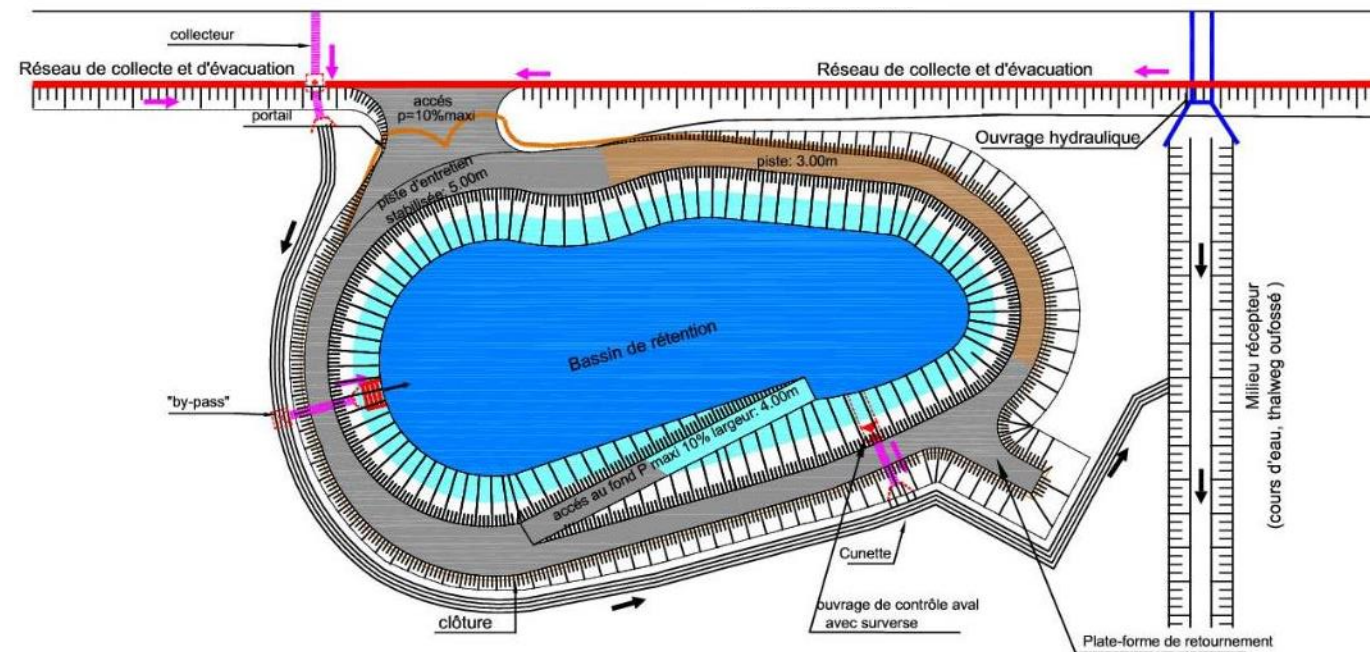 collecteur
Réseau de collecte et d'évacuation
Réseau de collecte et d'évacuation
accés
p=10%maxi
portail
Ouvrage hydraulique
piste: 3.00m
piste d'entretien
stabilisée: 5.00m
Bassin de rétention
"by-pass"
accés au fond P maxi 10% largeur: 4.00m
Milieu récepteur
(cours d'eau, thalweg oufossé )
Cunette
clôture
ouvrage de contrôle aval
avec surverse
Plate-forme de retournement